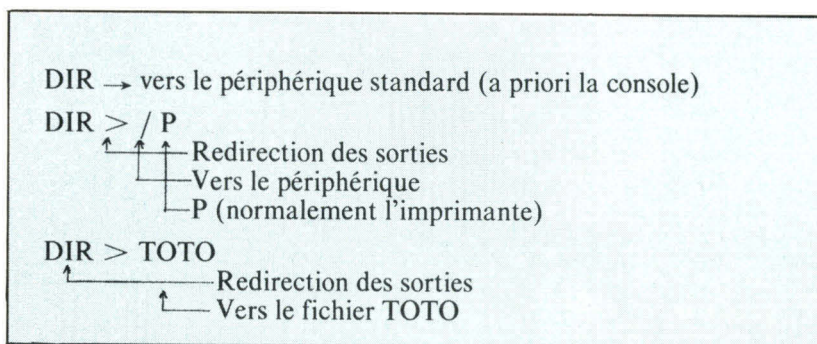 DIR → vers le périphérique standard (a priori la console)
DIR > / P
Redirection des sorties
Vers le périphérique
P (normalement l'imprimante)
DIR > TOTO
Redirection des sorties
Vers le fichier TOTO